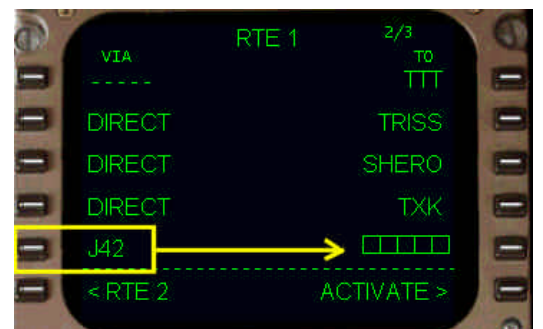 RTE 1 2/3
VIA TO
----- TTT
DIRECT TRISS
DIRECT SHERO
DIRECT TXK
J42 □□□□□
< RTE 2 ACTIVATE >